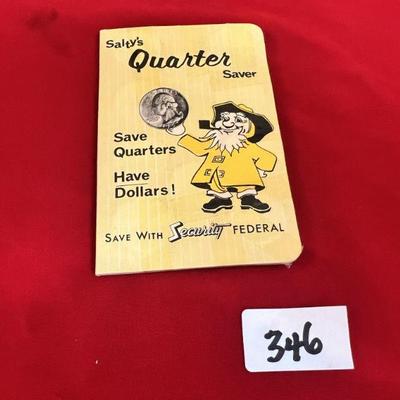 Salty's
Quarter
Saver
Save
Quarters
Have
Dollars!
SAVE WITH Security FEDERAL
346